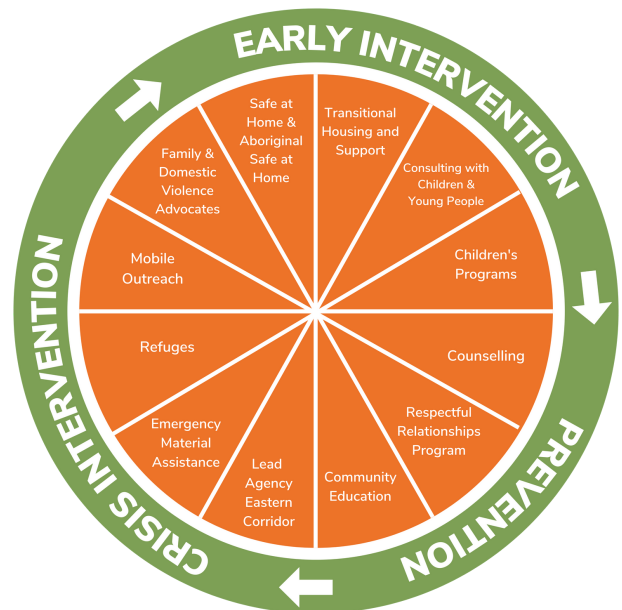 EARLY INTERVENTION
PREVENTION
CRISIS INTERVENTION
Safe at
Home &
Aboriginal
Safe at
Home
Transitional
Housing and
Support
Consulting with
Children &
Young People
Children's
Programs
Counselling
Respectful
Relationships
Program
Community
Education
Lead
Agency
Eastern
Corridor
Emergency
Material
Assistance
Refuges
Mobile
Outreach
Family &
Domestic
Violence
Advocates